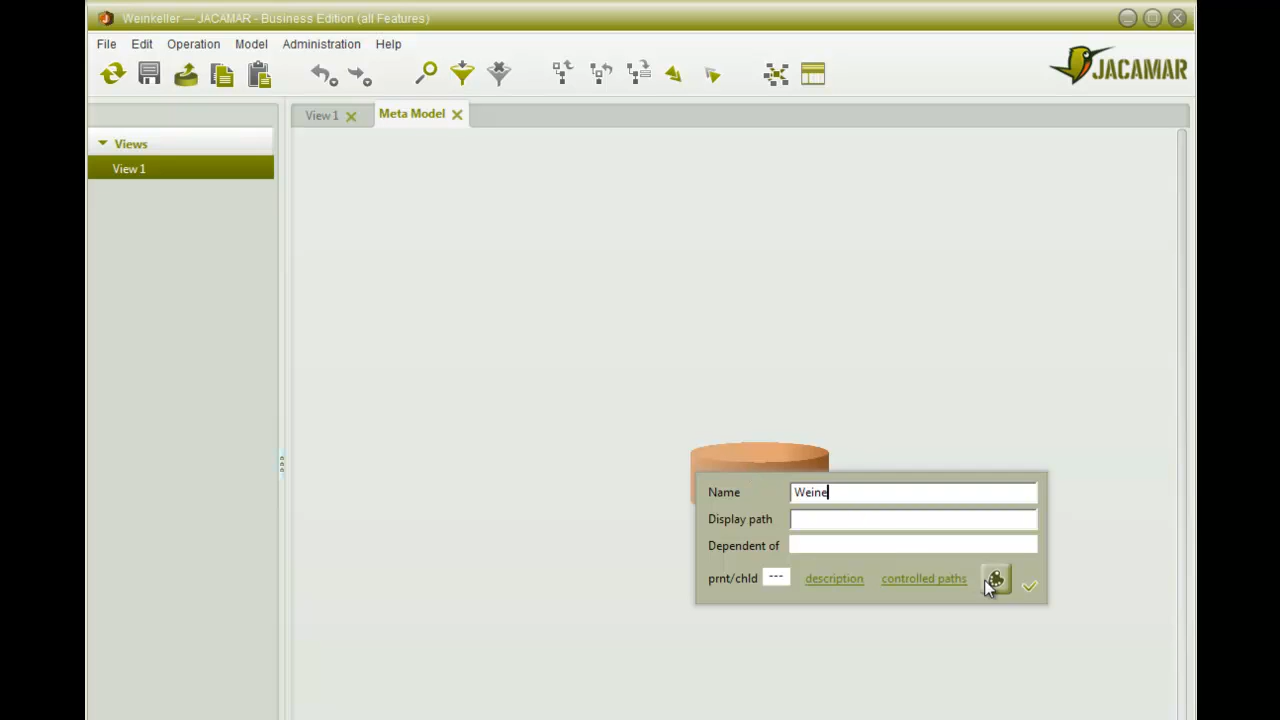 Weinkeller — JACAMAR - Business Edition (all Features)
File Edit Operation Model Administration Help
JACAMAR
View 1 Meta Model
Views
View 1
Name Weine
Display path
Dependent of
prnt/chld --- description controlled paths